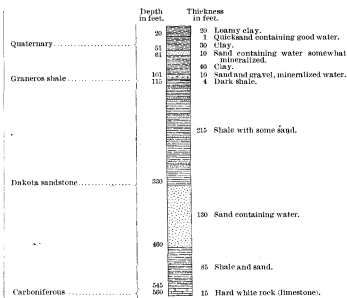 Depth in feet.
Thickness in feet.
20
20 Loamy clay.
1 Quicksand containing good water.
Quaternary
51
30 Clay.
61
10 Sand containing water somewhat mineralized.
40 Clay.
Graneros shale
101
10 Sand and gravel, mineralized water.
115
4 Dark shale.
215 Shale with some sand.
Dakota sandstone
330
130 Sand containing water.
460
85 Shale and sand.
545
Carboniferous
560
15 Hard white rock (limestone).